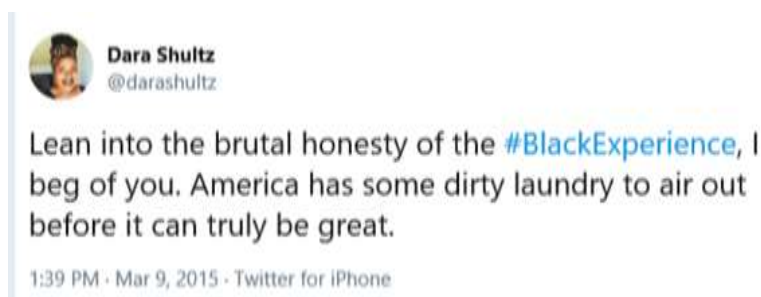 Dara Shultz
@darashultz
Lean into the brutal honesty of the #BlackExperience, I
beg of you. America has some dirty laundry to air out
before it can truly be great.
1:39 PM · Mar 9, 2015 · Twitter for iPhone